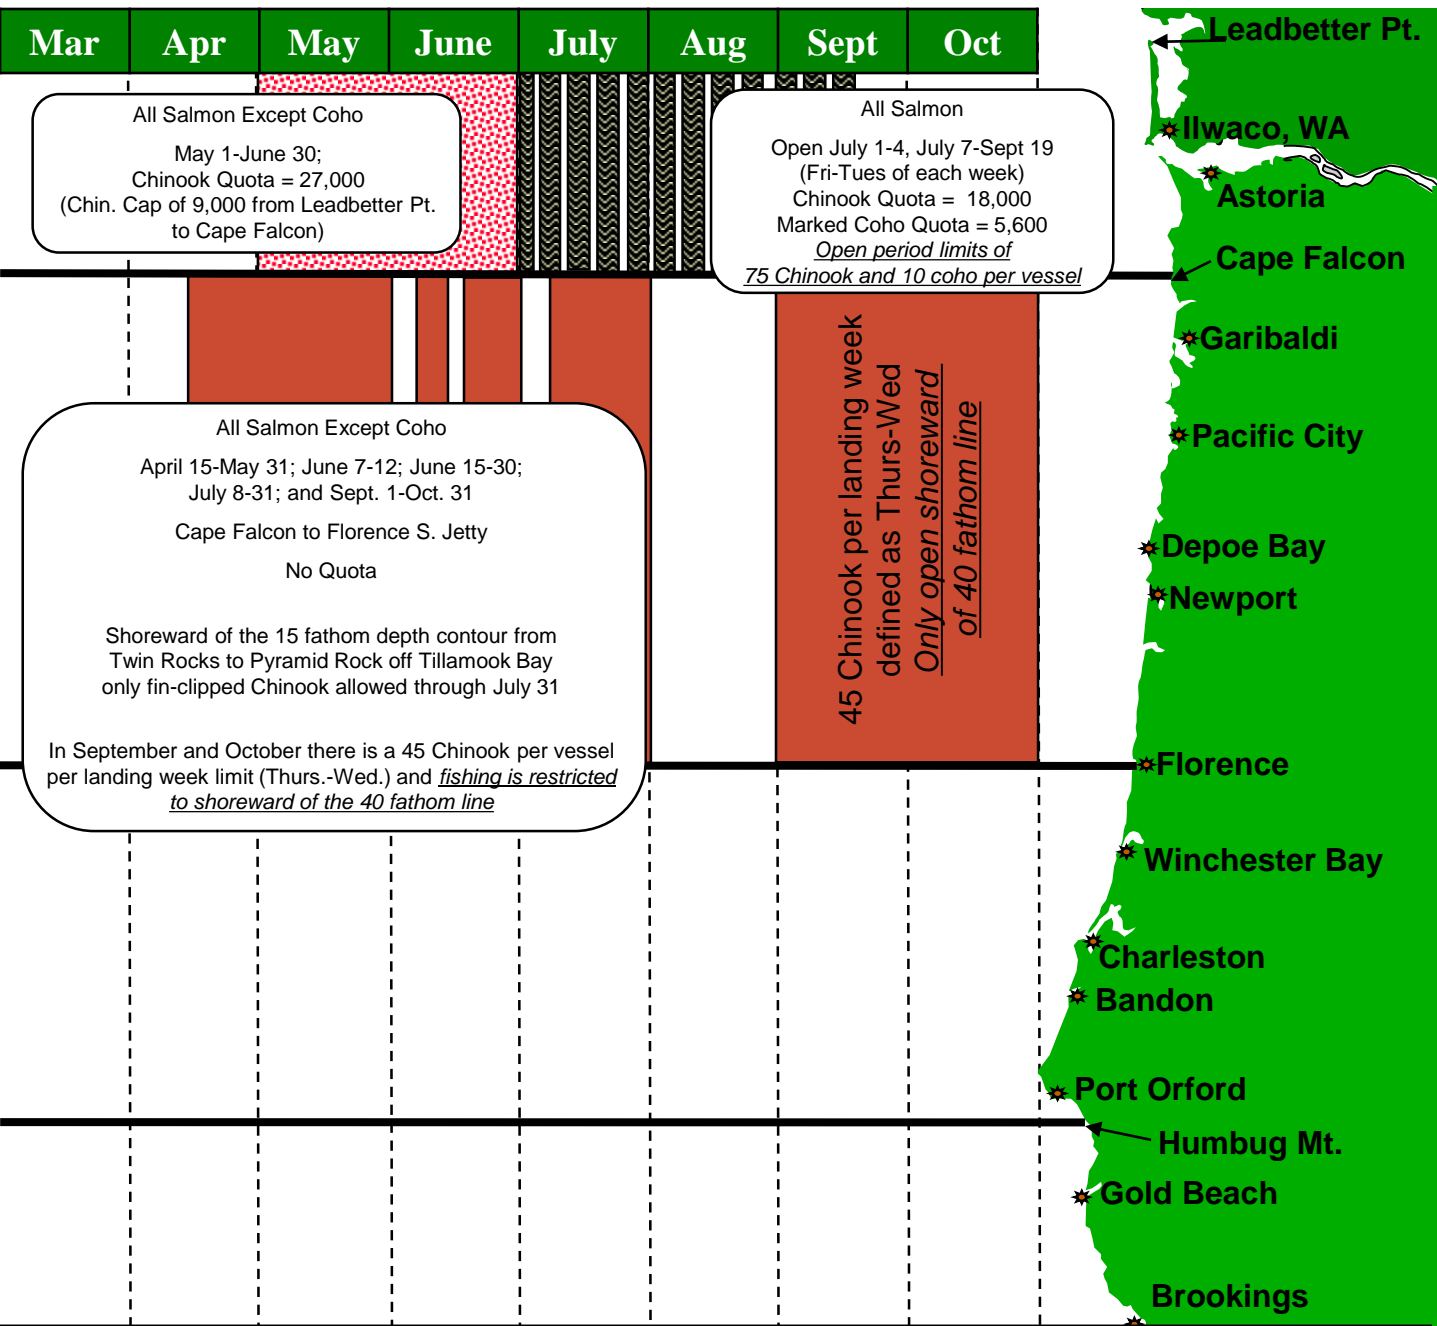 Mar Apr May June July Aug Sept Oct
All Salmon Except Coho
May 1-June 30;
Chinook Quota = 27,000
(Chin. Cap of 9,000 from Leadbetter Pt.
to Cape Falcon)
All Salmon
Open July 1-4, July 7-Sept 19
(Fri-Tues of each week)
Chinook Quota = 18,000
Marked Coho Quota = 5,600
Open period limits of
75 Chinook and 10 coho per vessel
All Salmon Except Coho
April 15-May 31; June 7-12; June 15-30;
July 8-31; and Sept. 1-Oct. 31
Cape Falcon to Florence S. Jetty
No Quota
Shoreward of the 15 fathom depth contour from
Twin Rocks to Pyramid Rock off Tillamook Bay
only fin-clipped Chinook allowed through July 31
In September and October there is a 45 Chinook per vessel
per landing week limit (Thurs.-Wed.) and fishing is restricted
to shoreward of the 40 fathom line
45 Chinook per landing week
defined as Thurs-Wed
Only open shoreward
of 40 fathom line
Leadbetter Pt.
Ilwaco, WA
Astoria
Cape Falcon
Garibaldi
Pacific City
Depoe Bay
Newport
Florence
Winchester Bay
Charleston
Bandon
Port Orford
Humbug Mt.
Gold Beach
Brookings